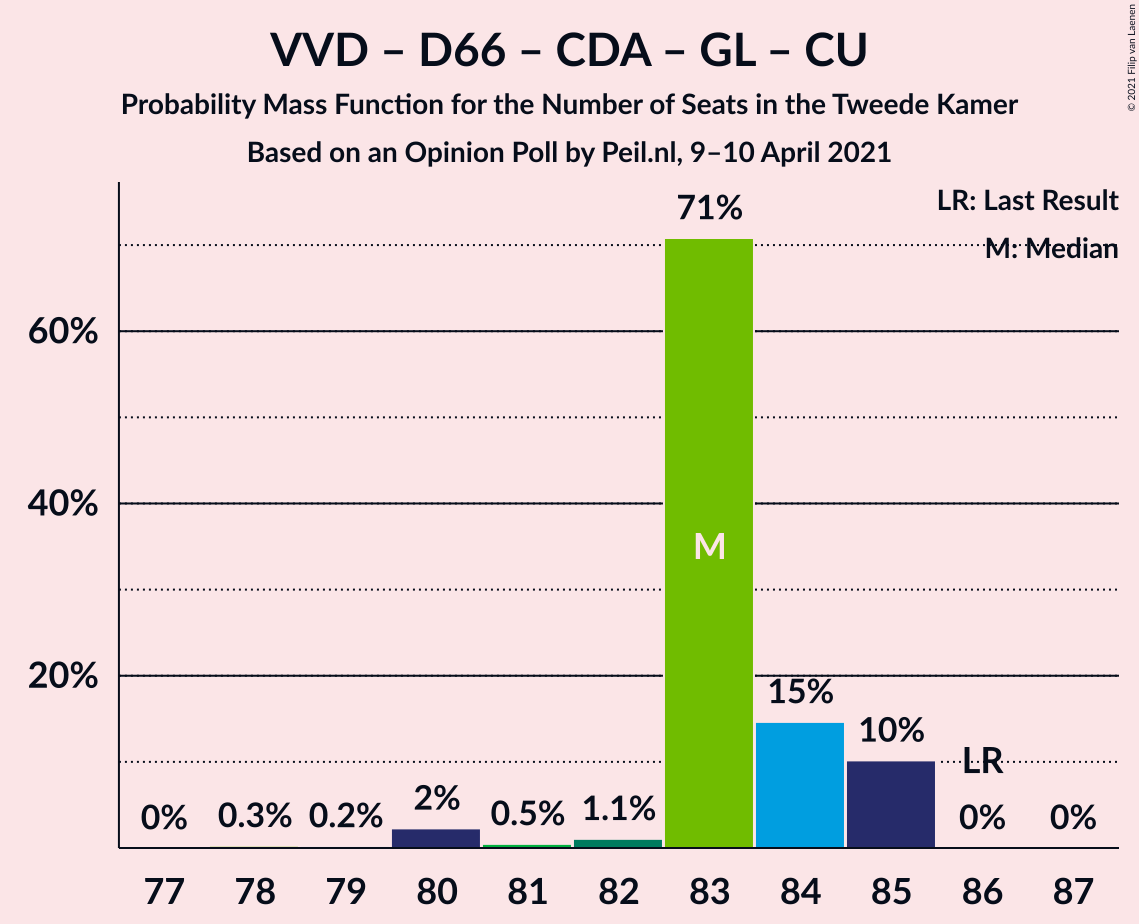 VVD – D66 – CDA – GL – CU
Probability Mass Function for the Number of Seats in the Tweede Kamer
Based on an Opinion Poll by Peil.nl, 9–10 April 2021
© 2021 Filip van Laenen
LR: Last Result
M: Median
71%
60%
M
40%
20%
15%
10%
LR
0%
0.3%
0.2%
2%
0.5%
1.1%
0%
0%
77 78 79 80 81 82 83 84 85 86 87